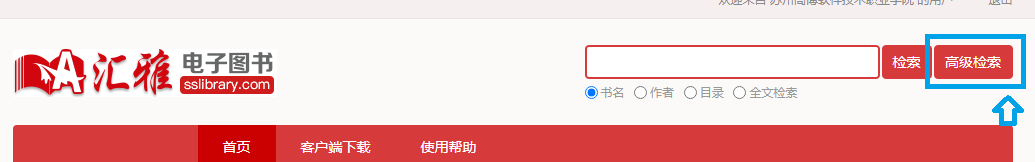 欢迎来自 苏州高博软件技术职业学院 的用户 退出
汇雅 电子图书
sslibrary.com
检索 高级检索
书名 作者 目录 全文检索
首页 客户端下载 使用帮助